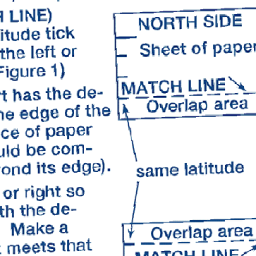 LINE)
itude tick
the left or
Figure 1)
t has the de-
e edge of the
ce of paper
uld be com-
ond its edge).
or right so
th the de-
Make a
meets that
NORTH SIDE
Sheet of paper
MATCH LINE
Overlap area
same latitude
Overlap area
MATCH LINE